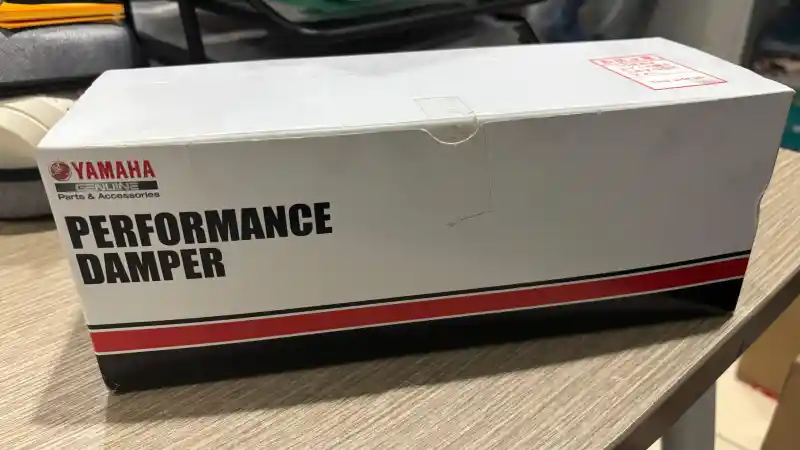 YAMAHA
GENUINE
Parts & Accessories
PERFORMANCE
DAMPER